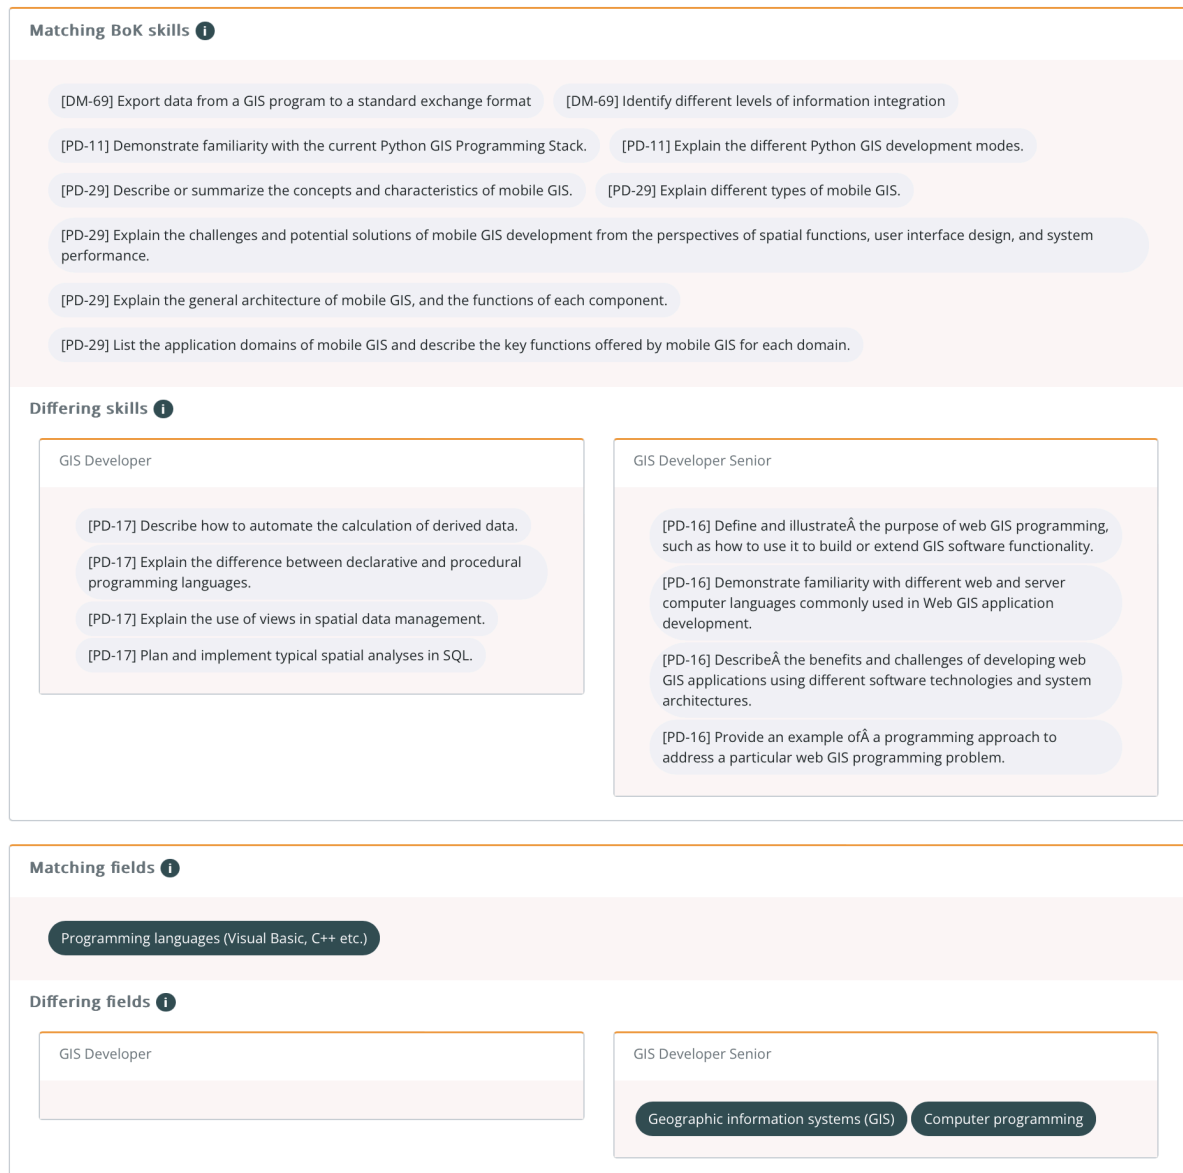 Matching BoK skills i
[DM-69] Export data from a GIS program to a standard exchange format
[DM-69] Identify different levels of information integration
[PD-11] Demonstrate familiarity with the current Python GIS Programming Stack.
[PD-11] Explain the different Python GIS development modes.
[PD-29] Describe or summarize the concepts and characteristics of mobile GIS.
[PD-29] Explain different types of mobile GIS.
[PD-29] Explain the challenges and potential solutions of mobile GIS development from the perspectives of spatial functions, user interface design, and system
performance.
[PD-29] Explain the general architecture of mobile GIS, and the functions of each component.
[PD-29] List the application domains of mobile GIS and describe the key functions offered by mobile GIS for each domain.
Differing skills i
GIS Developer
[PD-17] Describe how to automate the calculation of derived data.
[PD-17] Explain the difference between declarative and procedural
programming languages.
[PD-17] Explain the use of views in spatial data management.
[PD-17] Plan and implement typical spatial analyses in SQL.
GIS Developer Senior
[PD-16] Define and illustrateÂ the purpose of web GIS programming,
such as how to use it to build or extend GIS software functionality.
[PD-16] Demonstrate familiarity with different web and server
computer languages commonly used in Web GIS application
development.
[PD-16] DescribeÂ the benefits and challenges of developing web
GIS applications using different software technologies and system
architectures.
[PD-16] Provide an example ofÂ a programming approach to
address a particular web GIS programming problem.
Matching fields i
Programming languages (Visual Basic, C++ etc.)
Differing fields i
GIS Developer
GIS Developer Senior
Geographic information systems (GIS)
Computer programming